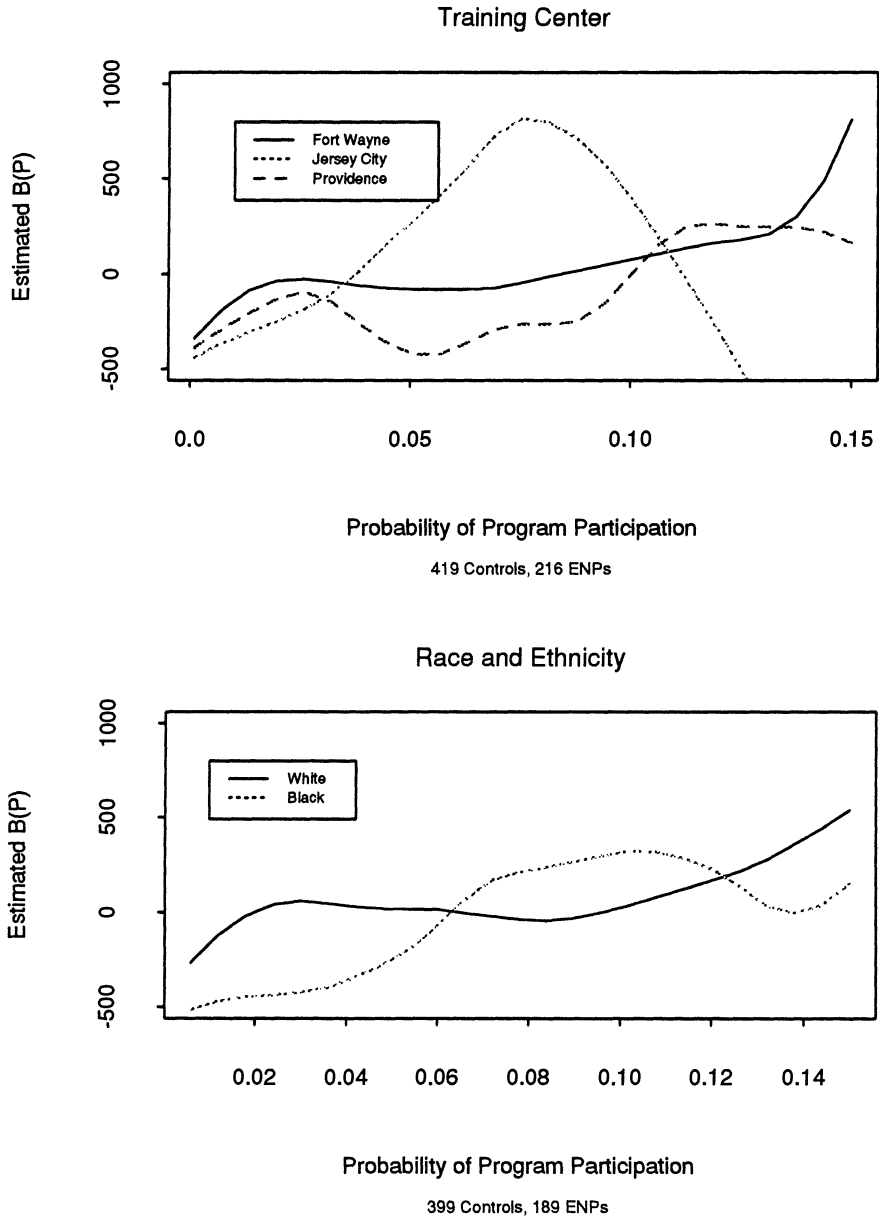 Training Center
Estimated B(P)
1000
500
0
-500
Fort Wayne
Jersey City
Providence
0.0 0.05 0.10 0.15
Probability of Program Participation
419 Controls, 216 ENPs
Race and Ethnicity
Estimated B(P)
1000
500
0
-500
White
Black
0.02 0.04 0.06 0.08 0.10 0.12 0.14
Probability of Program Participation
399 Controls, 189 ENPs